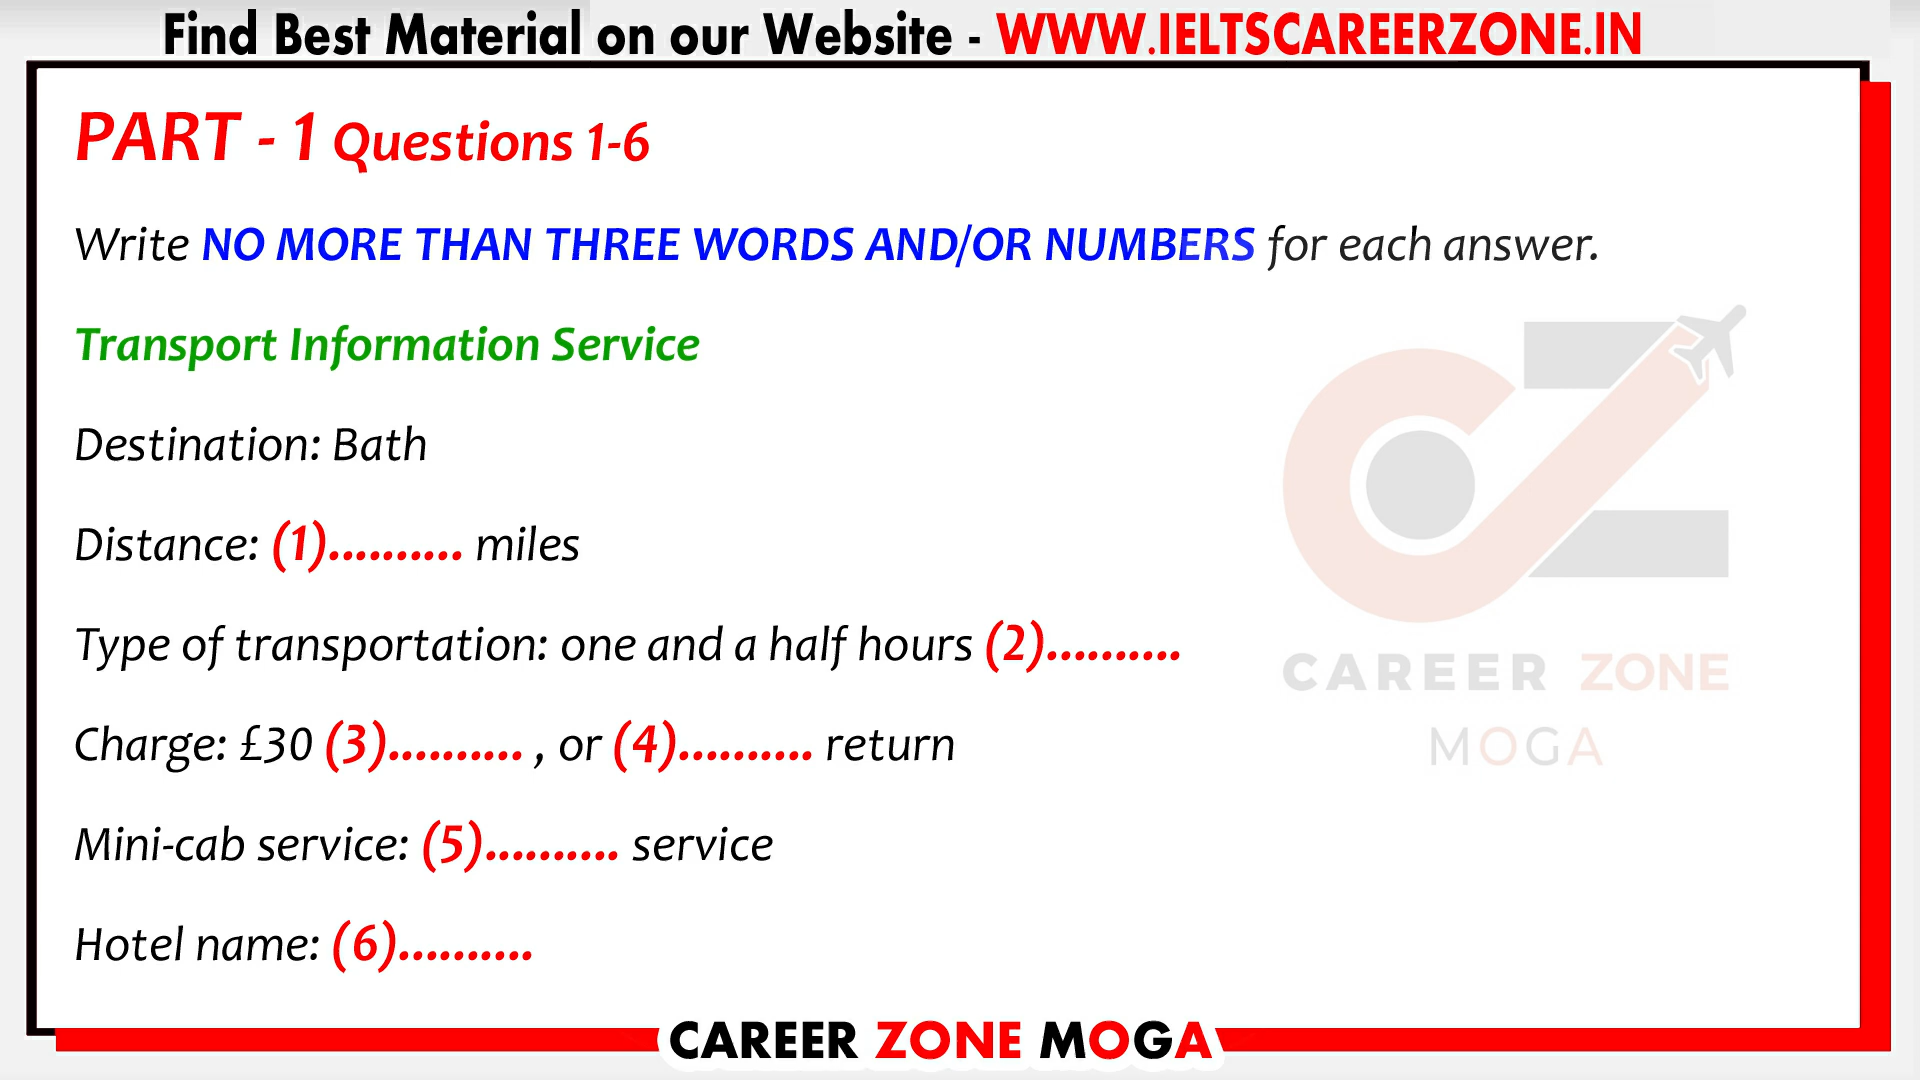 Find Best Material on our Website - WWW.IELTSCAREERZONE.IN
PART - 1 Questions 1-6
Write NO MORE THAN THREE WORDS AND/OR NUMBERS for each answer.
Transport Information Service
Destination: Bath
Distance: (1).......... miles
Type of transportation: one and a half hours (2)..........
Charge: £30 (3).......... , or (4).......... return
Mini-cab service: (5).......... service
Hotel name: (6)..........
CAREER ZONE
MOGA
CAREER ZONE MOGA